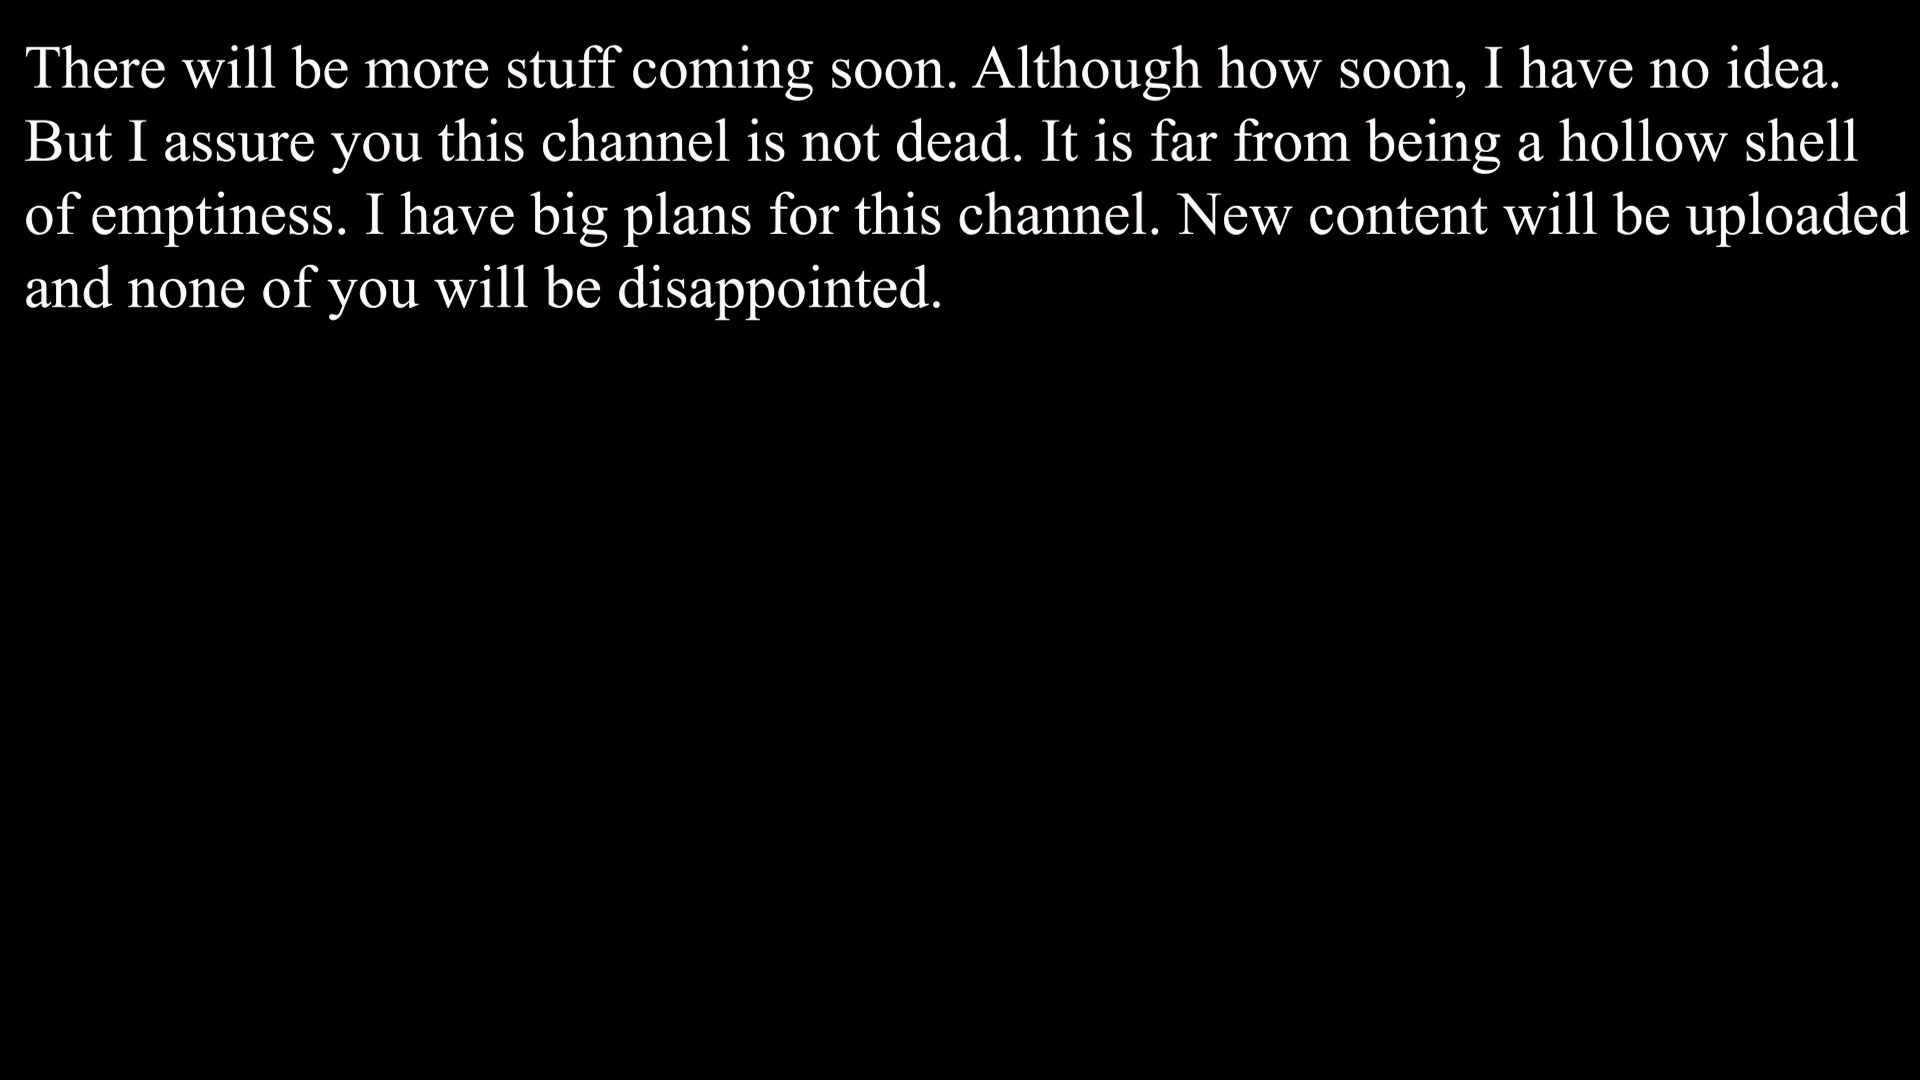 There will be more stuff coming soon. Although how soon, I have no idea.
But I assure you this channel is not dead. It is far from being a hollow shell
of emptiness. I have big plans for this channel. New content will be uploaded
and none of you will be disappointed.